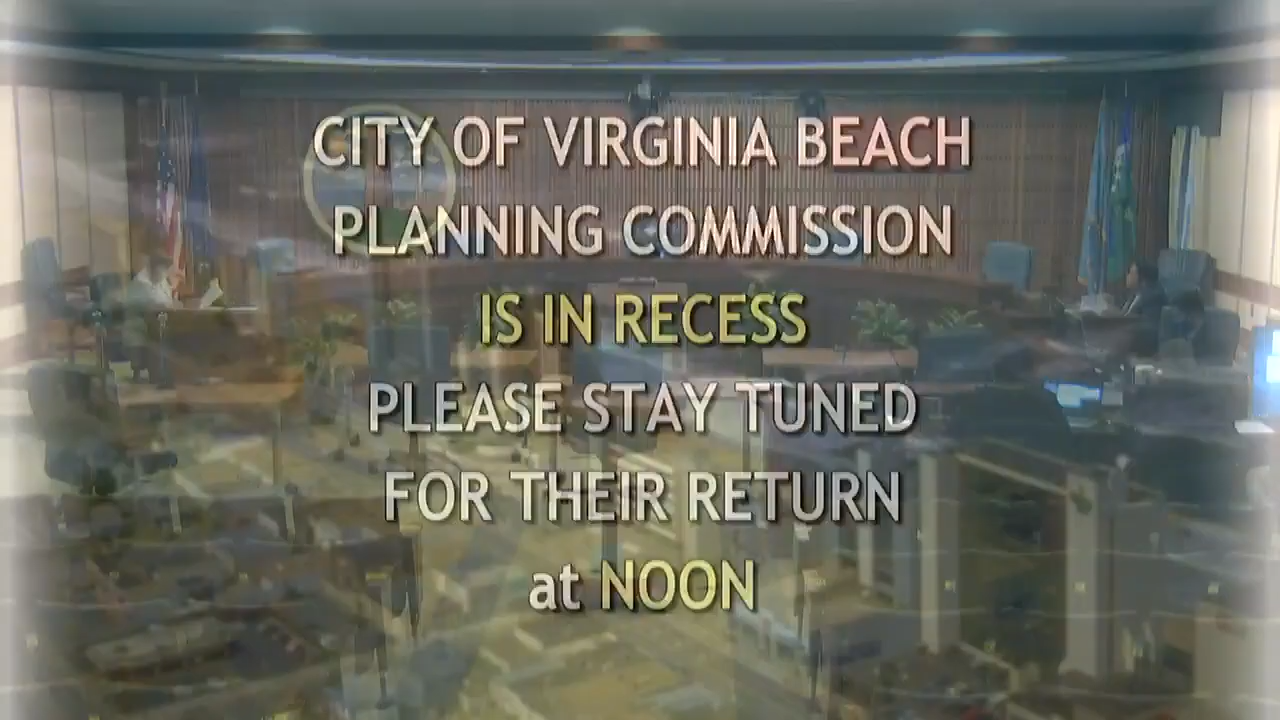 CITY OF VIRGINIA BEACH
PLANNING COMMISSION
IS IN RECESS
PLEASE STAY TUNED
FOR THEIR RETURN
at NOON